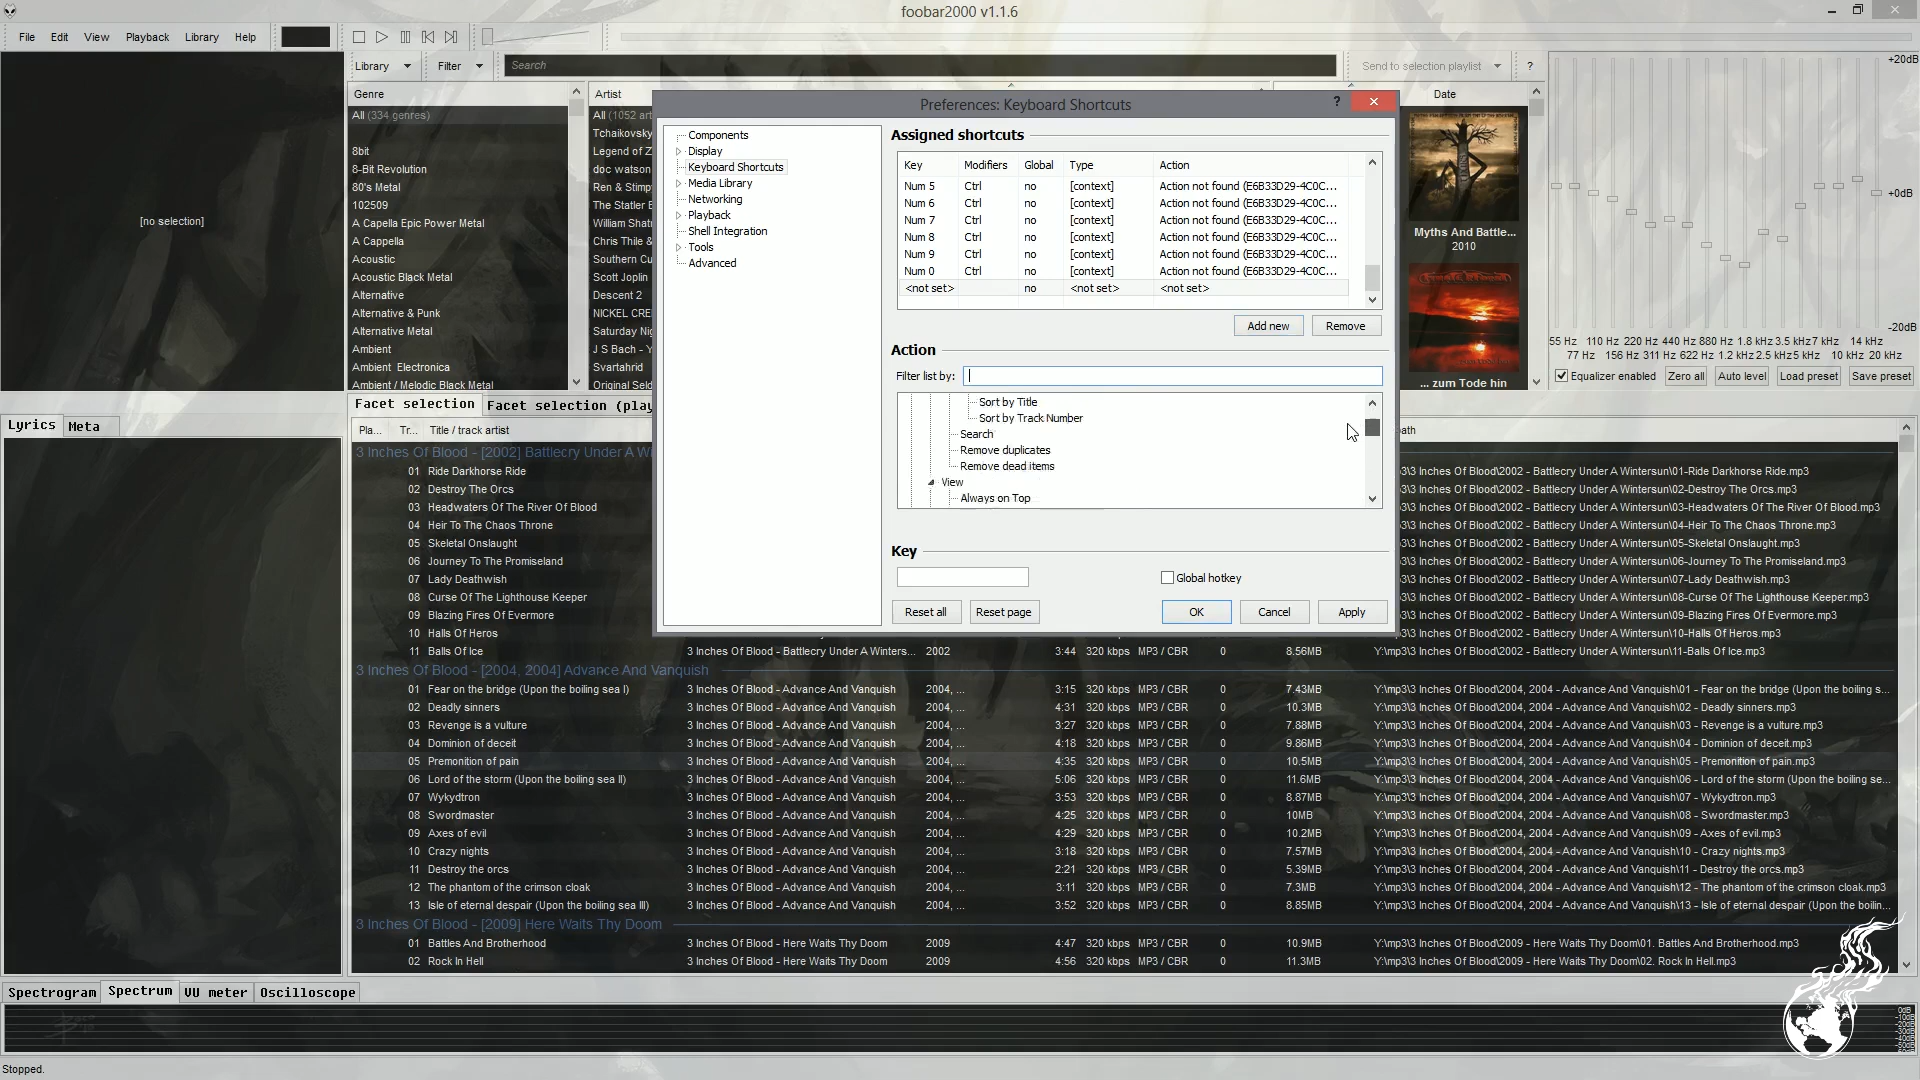 foobar2000 v1.1.6
File Edit View Playback Library Help
Library Filter Search Send to selection playlist ?
[no selection]
Genre
All (334 genres)
8bit
8-Bit Revolution
80's Metal
102509
A Capella Epic Power Metal
A Cappella
Acoustic
Acoustic Black Metal
Alternative
Alternative & Punk
Alternative Metal
Ambient
Ambient Electronica
Ambient / Melodic Black Metal
Artist
All (1052 art
Tchaikovsky
Legend of Z
doc watson
Ren & Stimp
The Statler B
William Shatn
Chris Thile &
Southern Cu
Scott Joplin
Descent 2
NICKEL CRE
Saturday Nig
J S Bach - Y
Svartahrid
Original Seld
Preferences: Keyboard Shortcuts
?
Components
Display
Keyboard Shortcuts
Media Library
Networking
Playback
Shell Integration
Tools
Advanced
Assigned shortcuts
Key Modifiers Global Type Action
Num 5 Ctrl no [context] Action not found (E6B33D29-4C0C...
Num 6 Ctrl no [context] Action not found (E6B33D29-4C0C...
Num 7 Ctrl no [context] Action not found (E6B33D29-4C0C...
Num 8 Ctrl no [context] Action not found (E6B33D29-4C0C...
Num 9 Ctrl no [context] Action not found (E6B33D29-4C0C...
Num 0 Ctrl no [context] Action not found (E6B33D29-4C0C...
<not set> no <not set> <not set>
Add new Remove
Action
Filter list by:
Sort by Title
Sort by Track Number
Search
Remove duplicates
Remove dead items
View
Always on Top
Key
Global hotkey
Reset all Reset page OK Cancel Apply
Date
Myths And Battle...
2010
... zum Tode hin
+20dB
+0dB
-20dB
55 Hz 110 Hz 220 Hz 440 Hz 880 Hz 1.8 kHz 3.5 kHz 7 kHz 14 kHz
77 Hz 156 Hz 311 Hz 622 Hz 1.2 kHz 2.5 kHz 5 kHz 10 kHz 20 kHz
Equalizer enabled Zero all Auto level Load preset Save preset
Facet selection Facet selection (play
Lyrics Meta
Pla... Tr... Title / track artist ath
3 Inches Of Blood - [2002] Battlecry Under A Wi
01 Ride Darkhorse Ride 3\3 Inches Of Blood\2002 - Battlecry Under A Wintersun\01-Ride Darkhorse Ride.mp3
02 Destroy The Orcs 3\3 Inches Of Blood\2002 - Battlecry Under A Wintersun\02-Destroy The Orcs.mp3
03 Headwaters Of The River Of Blood 3\3 Inches Of Blood\2002 - Battlecry Under A Wintersun\03-Headwaters Of The River Of Blood.mp3
04 Heir To The Chaos Throne 3\3 Inches Of Blood\2002 - Battlecry Under A Wintersun\04-Heir To The Chaos Throne.mp3
05 Skeletal Onslaught 3\3 Inches Of Blood\2002 - Battlecry Under A Wintersun\05-Skeletal Onslaught.mp3
06 Journey To The Promiseland 3\3 Inches Of Blood\2002 - Battlecry Under A Wintersun\06-Journey To The Promiseland.mp3
07 Lady Deathwish 3\3 Inches Of Blood\2002 - Battlecry Under A Wintersun\07-Lady Deathwish.mp3
08 Curse Of The Lighthouse Keeper 3\3 Inches Of Blood\2002 - Battlecry Under A Wintersun\08-Curse Of The Lighthouse Keeper.mp3
09 Blazing Fires Of Evermore 3\3 Inches Of Blood\2002 - Battlecry Under A Wintersun\09-Blazing Fires Of Evermore.mp3
10 Halls Of Heros 3\3 Inches Of Blood\2002 - Battlecry Under A Wintersun\10-Halls Of Heros.mp3
11 Balls Of Ice 3 Inches Of Blood - Battlecry Under A Winters... 2002 3:44 320 kbps MP3 / CBR 0 8.56MB Y:\mp3\3 Inches Of Blood\2002 - Battlecry Under A Wintersun\11-Balls Of Ice.mp3
3 Inches Of Blood - [2004, 2004] Advance And Vanquish
01 Fear on the bridge (Upon the boiling sea I) 3 Inches Of Blood - Advance And Vanquish 2004, ... 3:15 320 kbps MP3 / CBR 0 7.43MB Y:\mp3\3 Inches Of Blood\2004, 2004 - Advance And Vanquish\01 - Fear on the bridge (Upon the boiling s...
02 Deadly sinners 3 Inches Of Blood - Advance And Vanquish 2004, ... 4:31 320 kbps MP3 / CBR 0 10.3MB Y:\mp3\3 Inches Of Blood\2004, 2004 - Advance And Vanquish\02 - Deadly sinners.mp3
03 Revenge is a vulture 3 Inches Of Blood - Advance And Vanquish 2004, ... 3:27 320 kbps MP3 / CBR 0 7.88MB Y:\mp3\3 Inches Of Blood\2004, 2004 - Advance And Vanquish\03 - Revenge is a vulture.mp3
04 Dominion of deceit 3 Inches Of Blood - Advance And Vanquish 2004, ... 4:18 320 kbps MP3 / CBR 0 9.86MB Y:\mp3\3 Inches Of Blood\2004, 2004 - Advance And Vanquish\04 - Dominion of deceit.mp3
05 Premonition of pain 3 Inches Of Blood - Advance And Vanquish 2004, ... 4:35 320 kbps MP3 / CBR 0 10.5MB Y:\mp3\3 Inches Of Blood\2004, 2004 - Advance And Vanquish\05 - Premonition of pain.mp3
06 Lord of the storm (Upon the boiling sea II) 3 Inches Of Blood - Advance And Vanquish 2004, ... 5:06 320 kbps MP3 / CBR 0 11.6MB Y:\mp3\3 Inches Of Blood\2004, 2004 - Advance And Vanquish\06 - Lord of the storm (Upon the boiling se...
07 Wykydtron 3 Inches Of Blood - Advance And Vanquish 2004, ... 3:53 320 kbps MP3 / CBR 0 8.87MB Y:\mp3\3 Inches Of Blood\2004, 2004 - Advance And Vanquish\07 - Wykydtron.mp3
08 Swordmaster 3 Inches Of Blood - Advance And Vanquish 2004, ... 4:25 320 kbps MP3 / CBR 0 10MB Y:\mp3\3 Inches Of Blood\2004, 2004 - Advance And Vanquish\08 - Swordmaster.mp3
09 Axes of evil 3 Inches Of Blood - Advance And Vanquish 2004, ... 4:29 320 kbps MP3 / CBR 0 10.2MB Y:\mp3\3 Inches Of Blood\2004, 2004 - Advance And Vanquish\09 - Axes of evil.mp3
10 Crazy nights 3 Inches Of Blood - Advance And Vanquish 2004, ... 3:18 320 kbps MP3 / CBR 0 7.57MB Y:\mp3\3 Inches Of Blood\2004, 2004 - Advance And Vanquish\10 - Crazy nights.mp3
11 Destroy the orcs 3 Inches Of Blood - Advance And Vanquish 2004, ... 2:21 320 kbps MP3 / CBR 0 5.39MB Y:\mp3\3 Inches Of Blood\2004, 2004 - Advance And Vanquish\11 - Destroy the orcs.mp3
12 The phantom of the crimson cloak 3 Inches Of Blood - Advance And Vanquish 2004, ... 3:11 320 kbps MP3 / CBR 0 7.3MB Y:\mp3\3 Inches Of Blood\2004, 2004 - Advance And Vanquish\12 - The phantom of the crimson cloak.mp3
13 Isle of eternal despair (Upon the boiling sea III) 3 Inches Of Blood - Advance And Vanquish 2004, ... 3:52 320 kbps MP3 / CBR 0 8.85MB Y:\mp3\3 Inches Of Blood\2004, 2004 - Advance And Vanquish\13 - Isle of eternal despair (Upon the boilin...
3 Inches Of Blood - [2009] Here Waits Thy Doom
01 Battles And Brotherhood 3 Inches Of Blood - Here Waits Thy Doom 2009 4:47 320 kbps MP3 / CBR 0 10.9MB Y:\mp3\3 Inches Of Blood\2009 - Here Waits Thy Doom\01. Battles And Brotherhood.mp3
02 Rock In Hell 3 Inches Of Blood - Here Waits Thy Doom 2009 4:56 320 kbps MP3 / CBR 0 11.3MB Y:\mp3\3 Inches Of Blood\2009 - Here Waits Thy Doom\02. Rock In Hell.mp3
Spectrogram Spectrum VU meter Oscilloscope
0dB
-10dB
-20dB
Stopped.